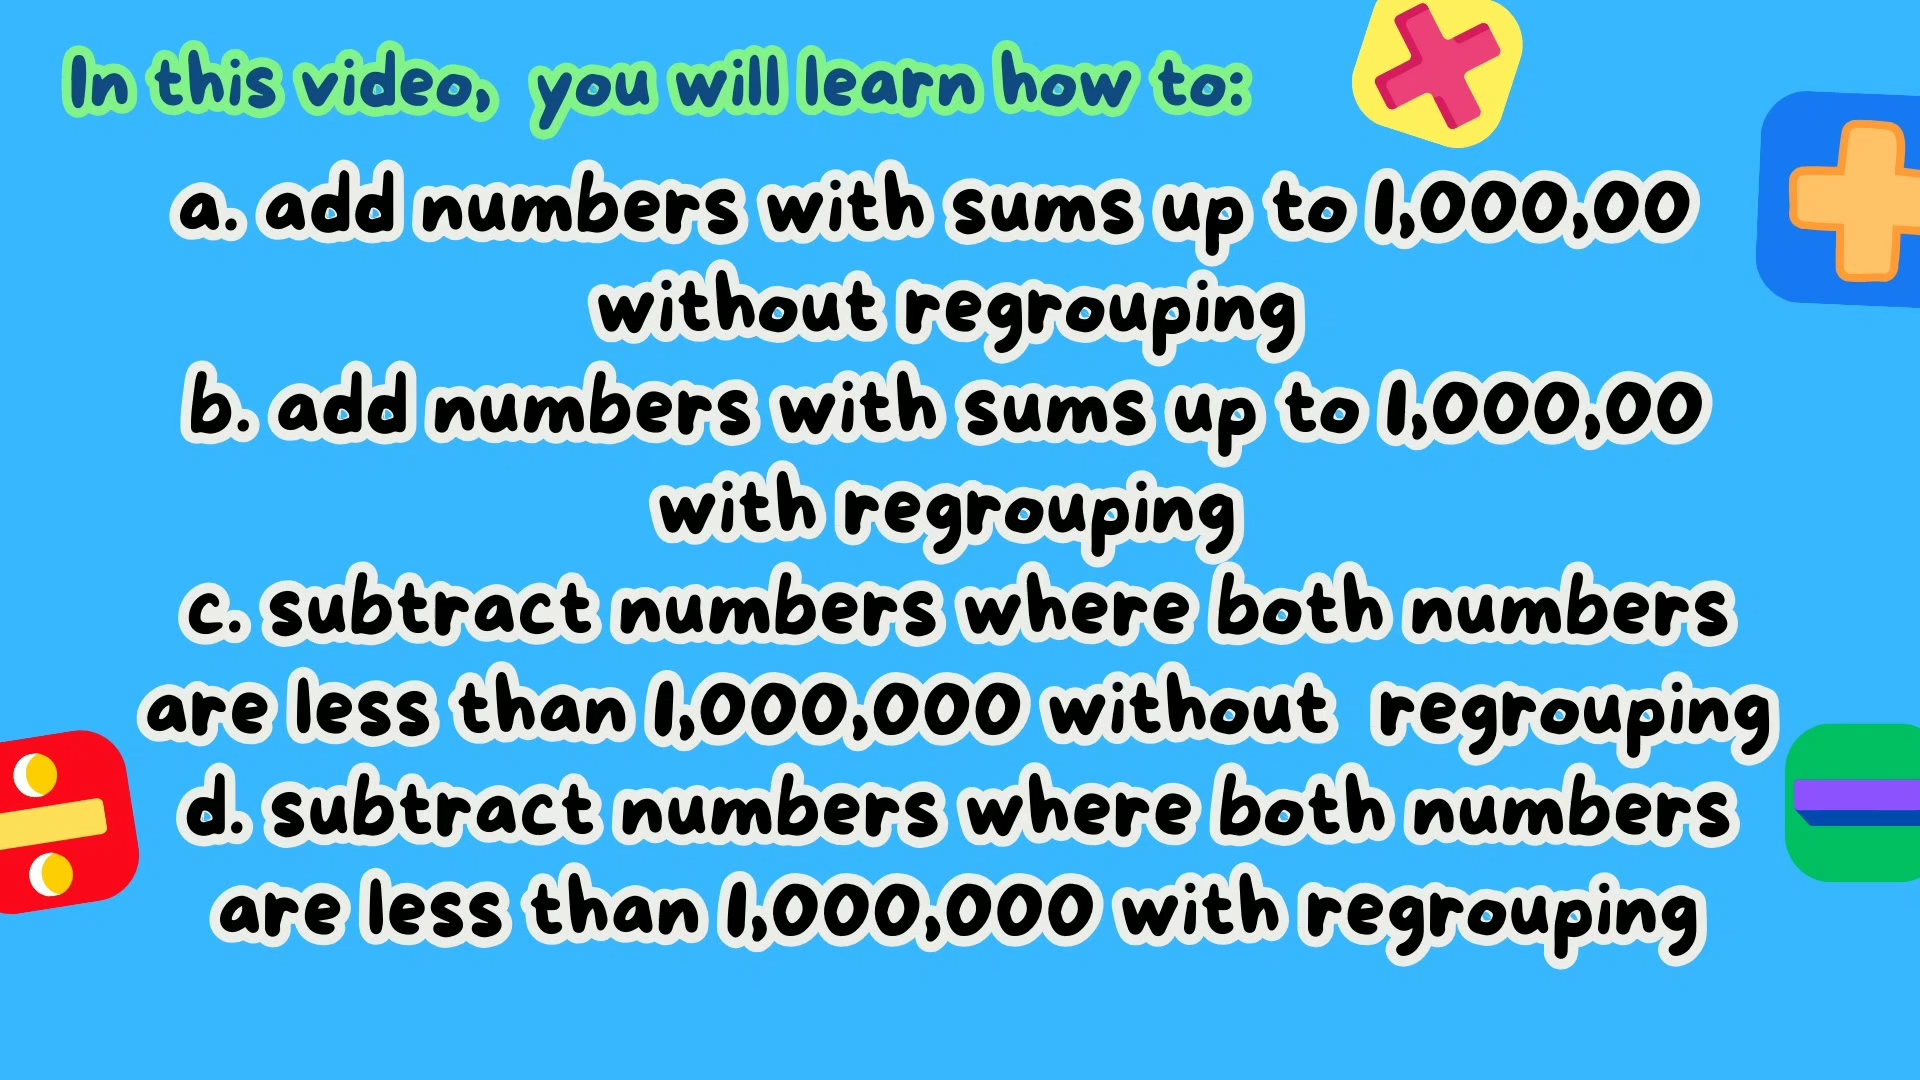 In this video, you will learn how to:
a. add numbers with sums up to 1,000,00
without regrouping
b. add numbers with sums up to 1,000,00
with regrouping
c. subtract numbers where both numbers
are less than 1,000,000 without regrouping
d. subtract numbers where both numbers
are less than 1,000,000 with regrouping